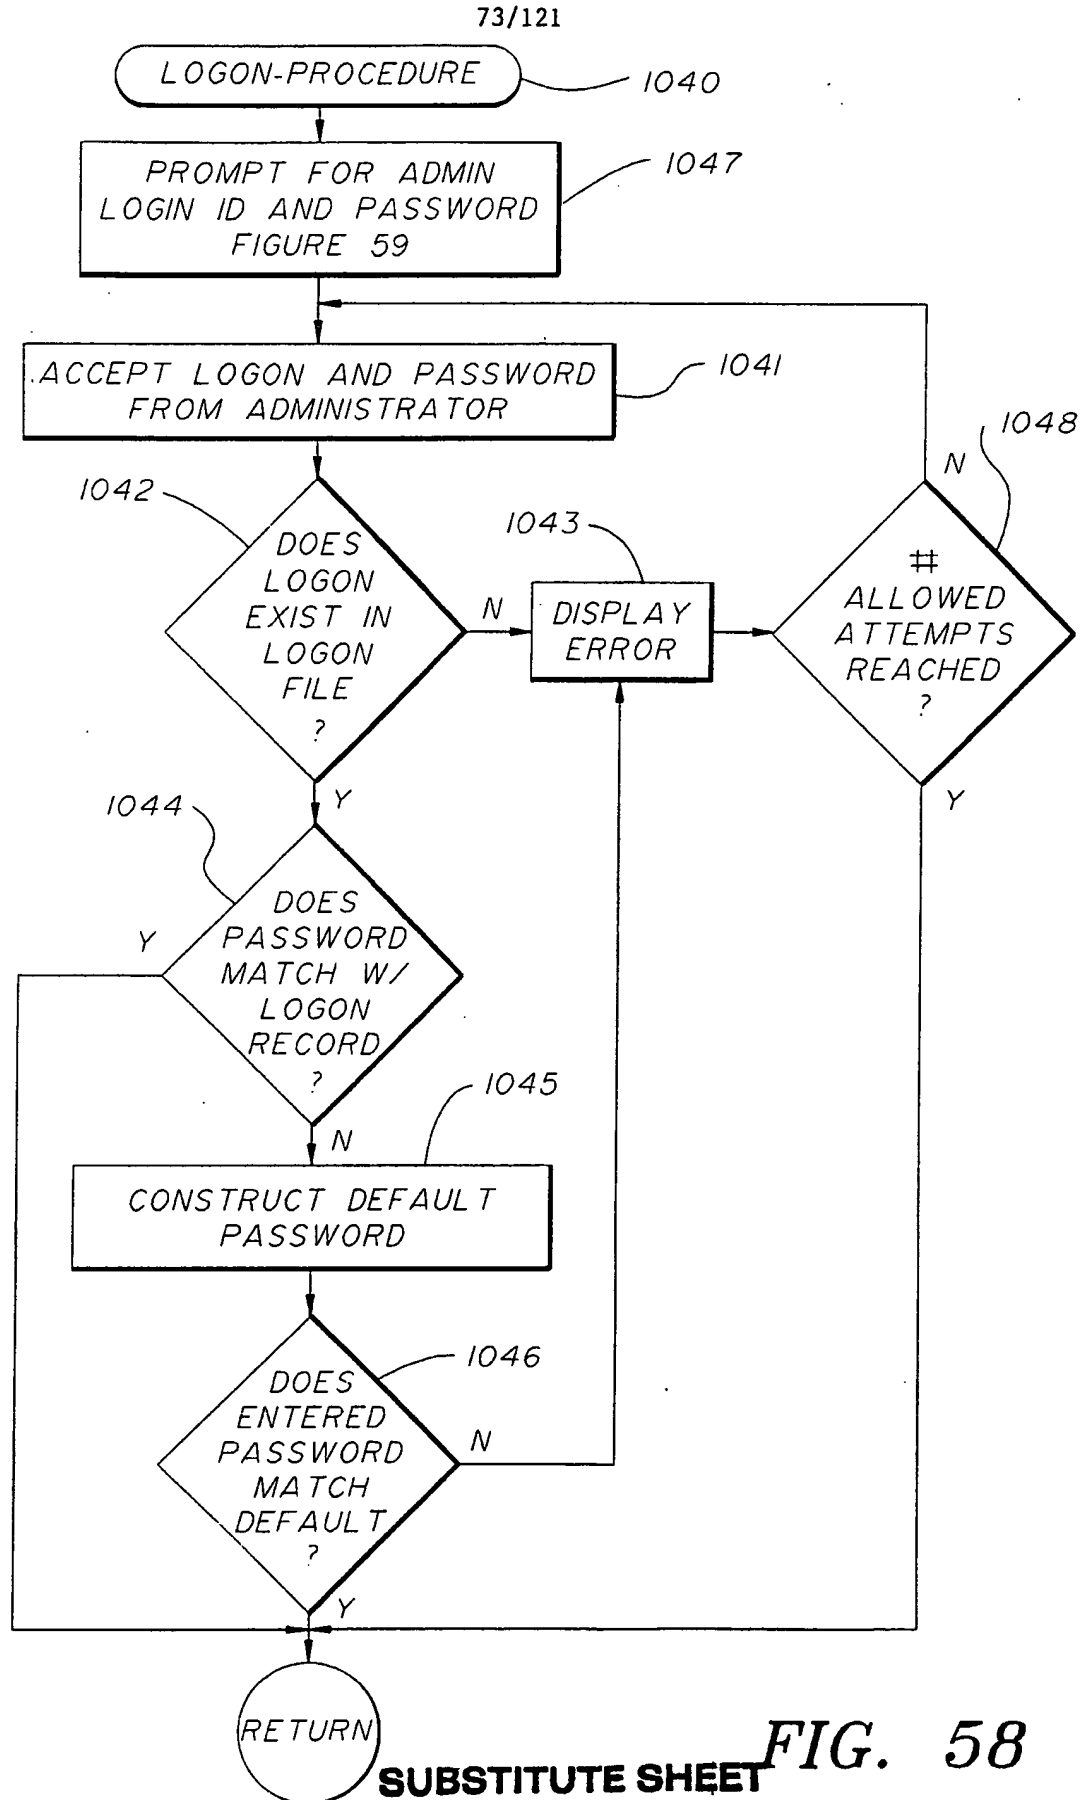 73/121
LOGON-PROCEDURE
1040
PROMPT FOR ADMIN
LOGIN ID AND PASSWORD
FIGURE 59
1047
ACCEPT LOGON AND PASSWORD
FROM ADMINISTRATOR
1041
1042
DOES
LOGON
EXIST IN
LOGON
FILE
?
N
Y
1043
DISPLAY
ERROR
1048
N
#
ALLOWED
ATTEMPTS
REACHED
?
Y
1044
Y
DOES
PASSWORD
MATCH W/
LOGON
RECORD
?
N
1045
CONSTRUCT DEFAULT
PASSWORD
1046
DOES
ENTERED
PASSWORD
MATCH
DEFAULT
?
N
Y
RETURN
FIG. 58
SUBSTITUTE SHEET